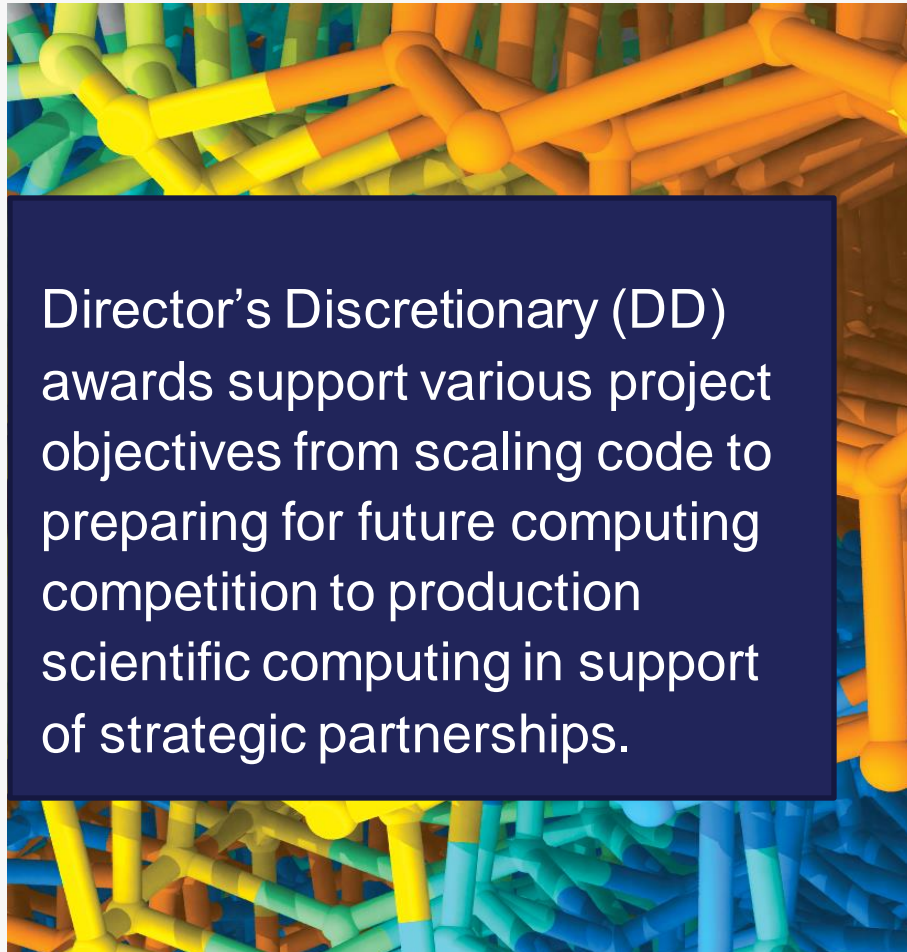 Director’s Discretionary (DD)
awards support various project
objectives from scaling code to
preparing for future computing
competition to production
scientific computing in support
of strategic partnerships.